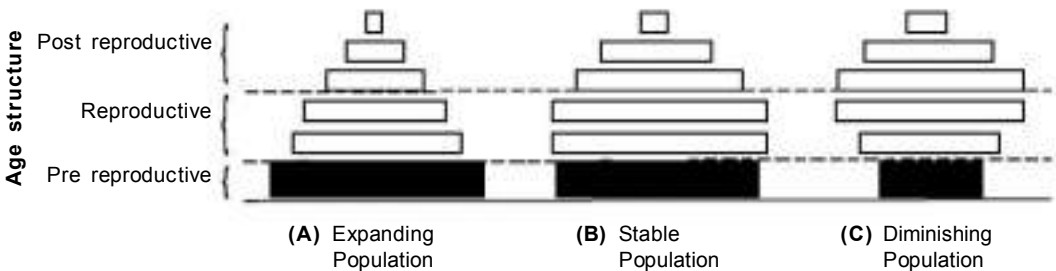 Age structure
Post reproductive
Reproductive
Pre reproductive
(A) Expanding
Population
(B) Stable
Population
(C) Diminishing
Population